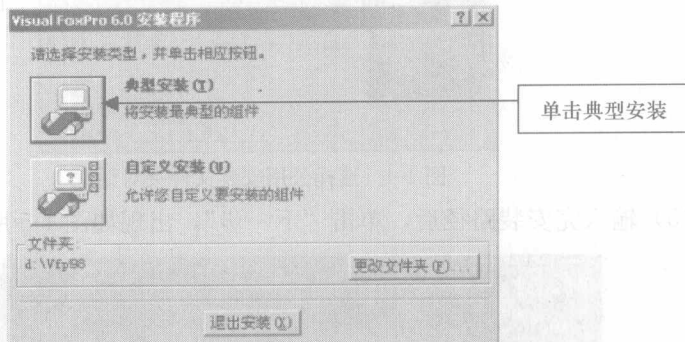 Visual FoxPro 6.0 安装程序
请选择安装类型，并单击相应按钮。
典型安装(T)
将安装最典型的组件
单击典型安装
自定义安装(U)
允许您自定义要安装的组件
文件夹:
d:\Vfp98
更改文件夹(F)...
退出安装(X)